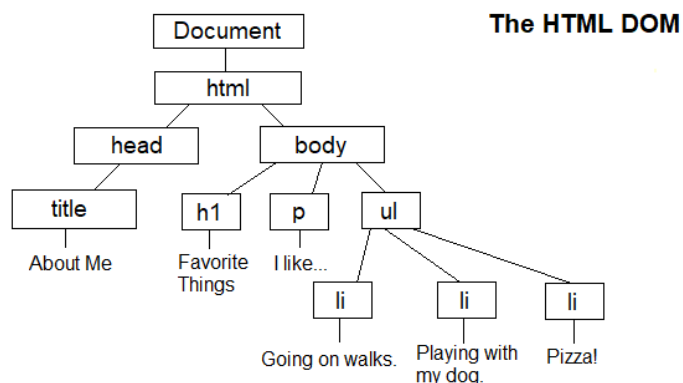 The HTML DOM
Document
html
head
body
title
h1
p
ul
About Me
Favorite
Things
I like...
li
li
li
Going on walks.
Playing with
my dog.
Pizza!